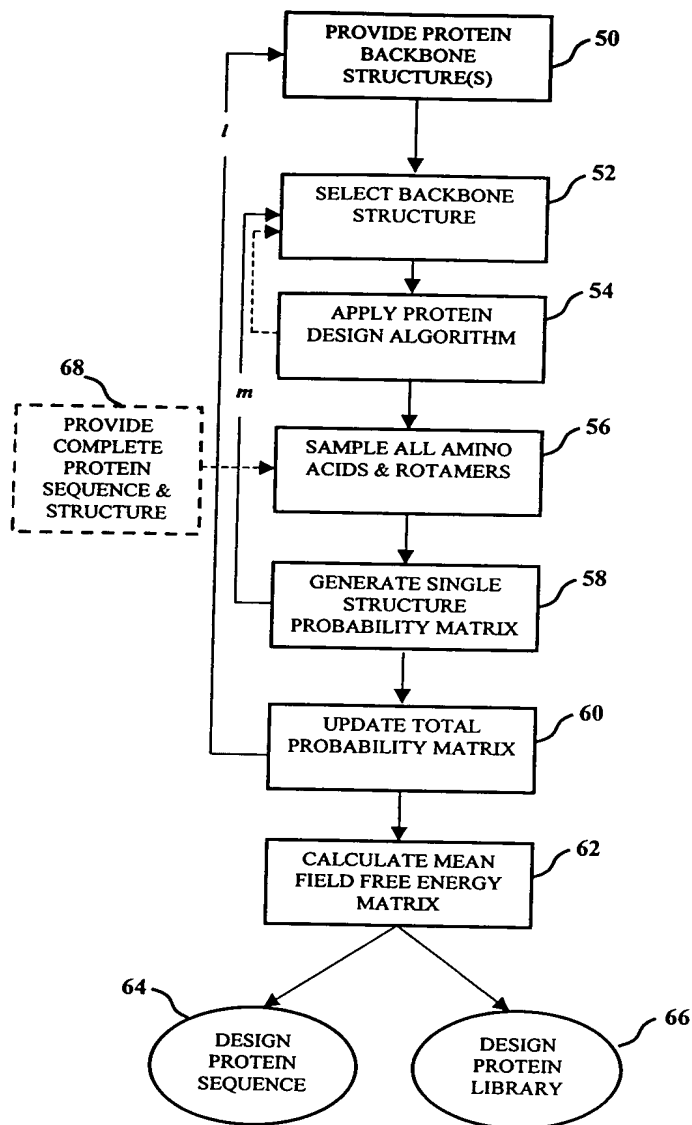 PROVIDE PROTEIN
BACKBONE
STRUCTURE(S)
50
l
SELECT BACKBONE
STRUCTURE
52
APPLY PROTEIN
DESIGN ALGORITHM
54
m
68
PROVIDE
COMPLETE
PROTEIN
SEQUENCE &
STRUCTURE
SAMPLE ALL AMINO
ACIDS & ROTAMERS
56
GENERATE SINGLE
STRUCTURE
PROBABILITY MATRIX
58
UPDATE TOTAL
PROBABILITY MATRIX
60
CALCULATE MEAN
FIELD FREE ENERGY
MATRIX
62
64
DESIGN
PROTEIN
SEQUENCE
DESIGN
PROTEIN
LIBRARY
66